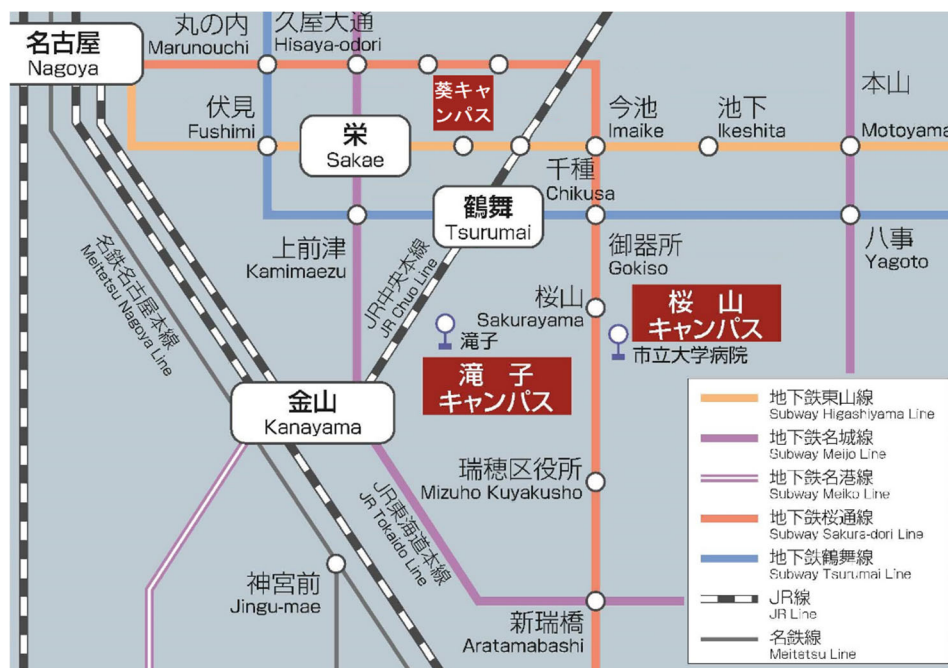 名古屋
Nagoya
丸の内
Marunouchi
久屋大通
Hisaya-odori
葵キャ
ンパス
伏見
Fushimi
栄
Sakae
今池
Imaike
池下
Ikeshita
本山
Motoyama
千種
Chikusa
鶴舞
Tsurumai
上前津
Kamimaezu
御器所
Gokiso
八事
Yagoto
名鉄名古屋本線
Meitetsu Nagoya Line
JR中央本線
JR Chuo Line
桜山
Sakurayama
桜 山
キャンパス
滝子
市立大学病院
滝 子
キャンパス
金山
Kanayama
瑞穂区役所
Mizuho Kuyakusho
JR東海道本線
JR Tokaido Line
神宮前
Jingu-mae
新瑞橋
Aratamabashi
地下鉄東山線
Subway Higashiyama Line
地下鉄名城線
Subway Meijo Line
地下鉄名港線
Subway Meiko Line
地下鉄桜通線
Subway Sakura-dori Line
地下鉄鶴舞線
Subway Tsurumai Line
JR線
JR Line
名鉄線
Meitetsu Line